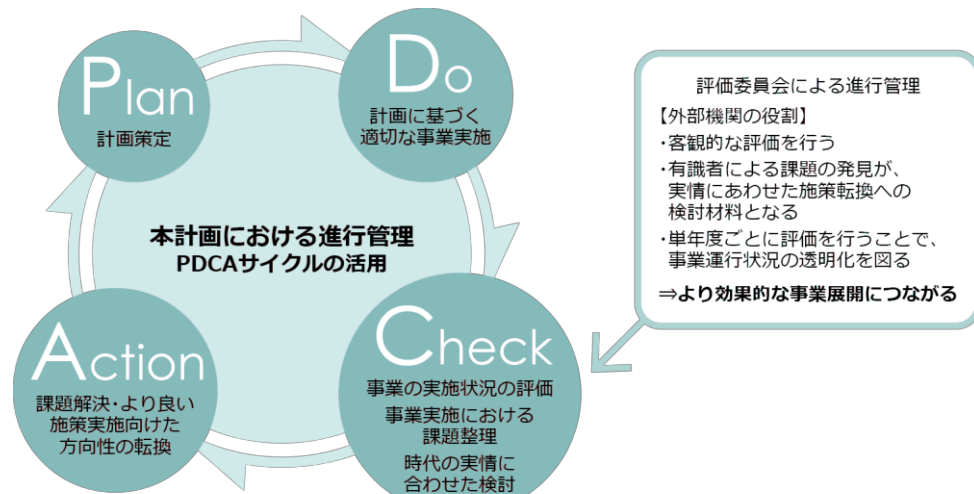 Plan
計画策定
Do
計画に基づく
適切な事業実施
本計画における進行管理
PDCAサイクルの活用
Action
課題解決・より良い
施策実施向けた
方向性の転換
Check
事業の実施状況の評価
事業実施における
課題整理
時代の実情に
合わせた検討
評価委員会による進行管理
【外部機関の役割】
・客観的な評価を行う
・有識者による課題の発見が、
実情にあわせた施策転換への
検討材料となる
・単年度ごとに評価を行うことで、
事業運行状況の透明化を図る
⇒より効果的な事業展開につながる